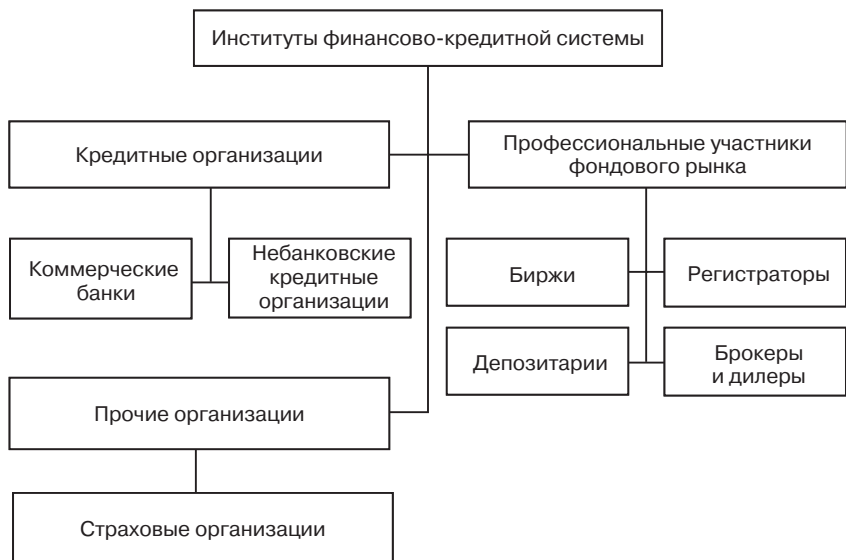 Институты финансово-кредитной системы
Кредитные организации
Профессиональные участники
фондового рынка
Коммерческие
банки
Небанковские
кредитные
организации
Биржи
Регистраторы
Депозитарии
Брокеры
и дилеры
Прочие организации
Страховые организации